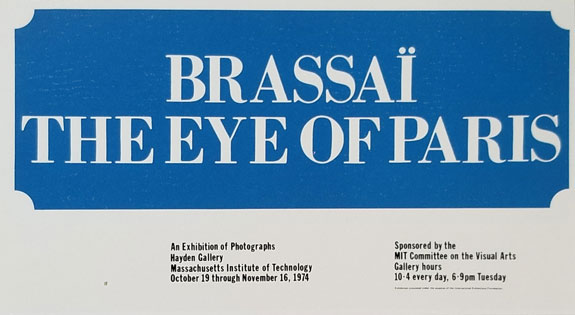 BRASSAÏ
THE EYE OF PARIS
An Exhibition of Photographs
Hayden Gallery
Massachusetts Institute of Technology
October 19 through November 16, 1974
Sponsored by the
MIT Committee on the Visual Arts
Gallery hours
10·4 every day, 6·9pm Tuesday